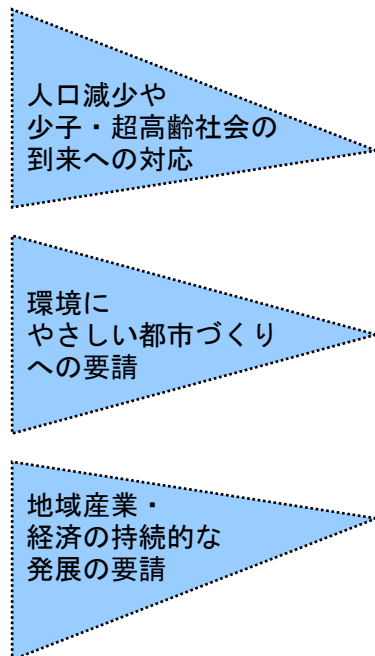 人口減少や
少子・超高齢社会の
到来への対応
環境に
やさしい都市づくり
への要請
地域産業・
経済の持続的な
発展の要請